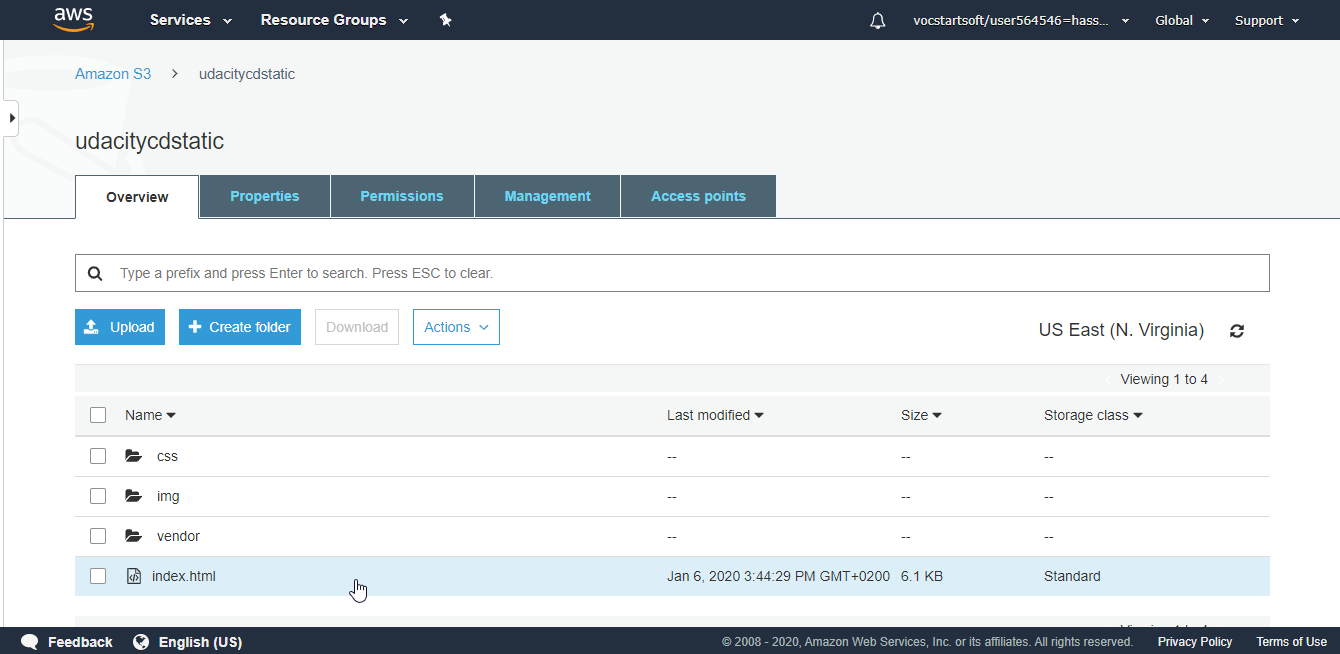 aws Services Resource Groups vocstartsoft/user564546=hass... Global Support
Amazon S3 udacitycdstatic
udacitycdstatic
Overview Properties Permissions Management Access points
Type a prefix and press Enter to search. Press ESC to clear.
Upload Create folder Download Actions US East (N. Virginia)
Viewing 1 to 4
Name Last modified Size Storage class
css -- -- --
img -- -- --
vendor -- -- --
index.html Jan 6, 2020 3:44:29 PM GMT+0200 6.1 KB Standard
Viewing 1 to 4
Feedback English (US) © 2008 - 2020, Amazon Web Services, Inc. or its affiliates. All rights reserved. Privacy Policy Terms of Use